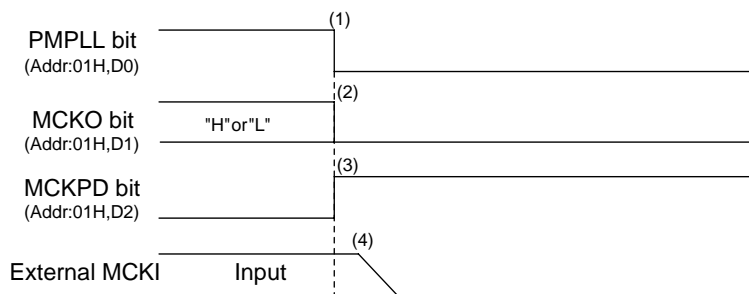 (1)
PMPLL bit
(Addr:01H,D0)
(2)
MCKO bit
"H"or"L"
(Addr:01H,D1)
(3)
MCKPD bit
(Addr:01H,D2)
(4)
External MCKI
Input